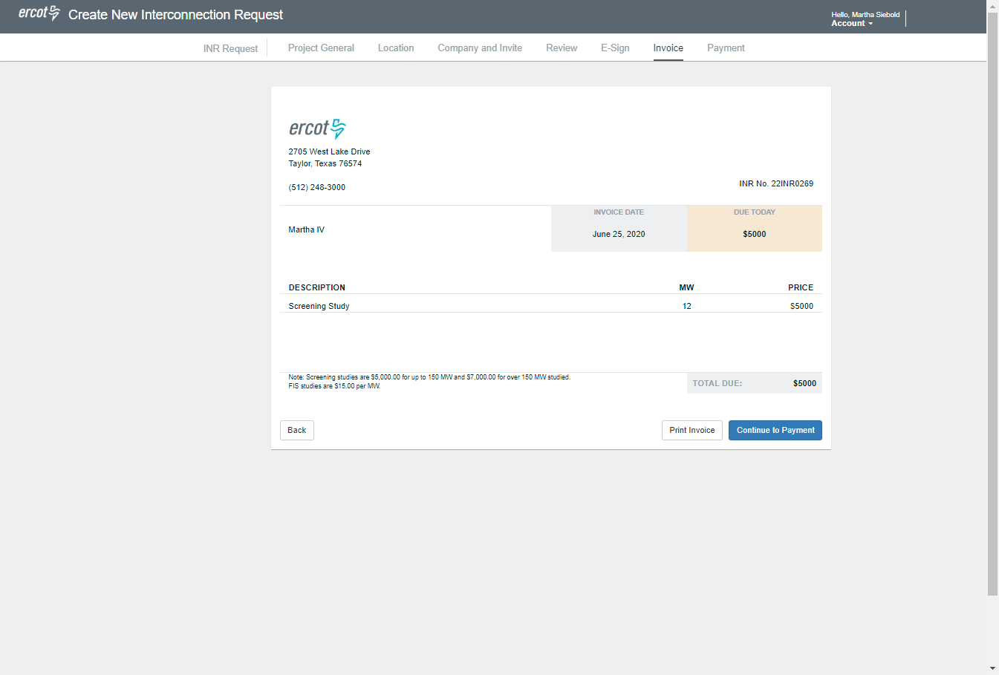 ercot Create New Interconnection Request
Hello, Martha Siebold
Account
INR Request Project General Location Company and Invite Review E-Sign Invoice Payment
ercot
2705 West Lake Drive
Taylor, Texas 76574
(512) 248-3000
INR No. 22INR0269
INVOICE DATE DUE TODAY
Martha IV
June 25, 2020 $5000
DESCRIPTION MW PRICE
Screening Study 12 $5000
Note: Screening studies are $5,000.00 for up to 150 MW and $7,000.00 for over 150 MW studied.
FIS studies are $15.00 per MW.
TOTAL DUE: $5000
Back Print Invoice Continue to Payment